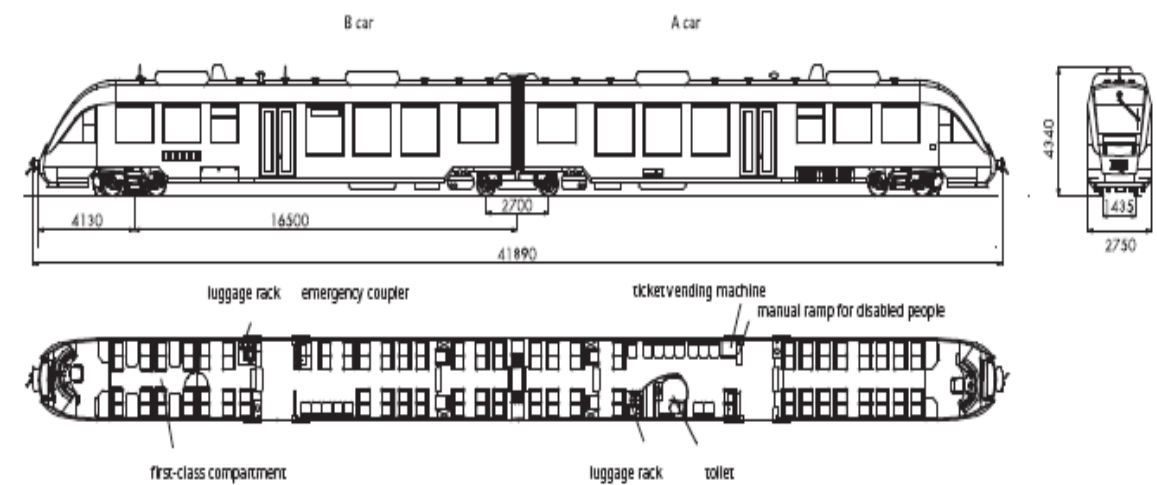 B car
A car
4340
4130
16500
2700
1435
41890
2750
luggage rack
emergency coupler
ticket vending machine
manual ramp for disabled people
first-class compartment
luggage rack
toilet